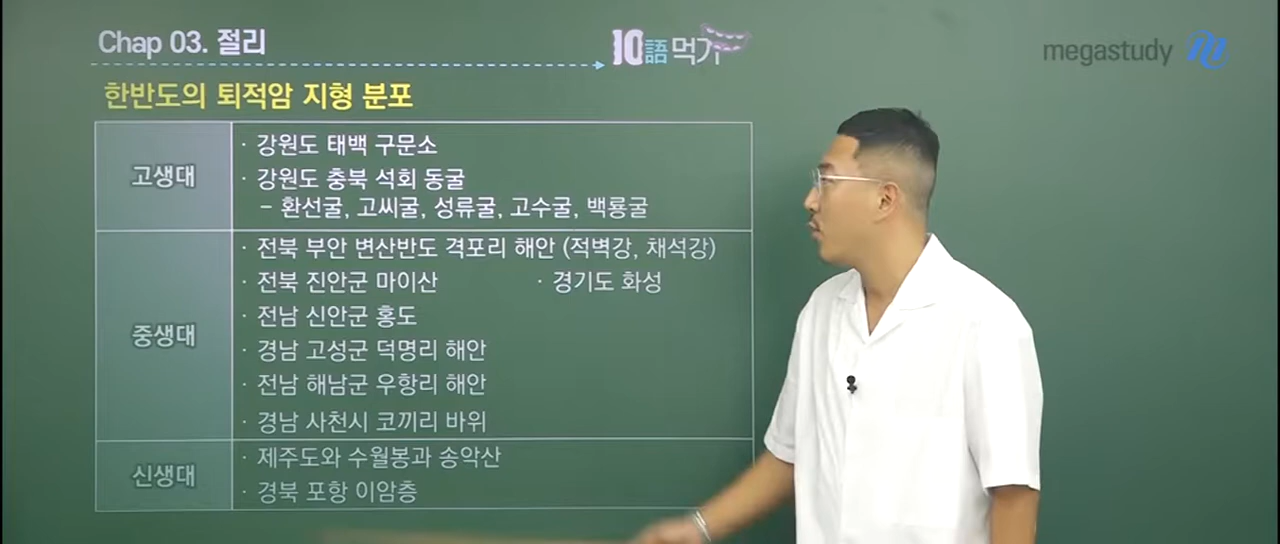 Chap 03. 절리
10語먹기
megastudy
한반도의 퇴적암 지형 분포
고생대
· 강원도 태백 구문소
· 강원도 충북 석회 동굴
- 환선굴, 고씨굴, 성류굴, 고수굴, 백룡굴
중생대
· 전북 부안 변산반도 격포리 해안 (적벽강, 채석강)
· 전북 진안군 마이산 · 경기도 화성
· 전남 신안군 홍도
· 경남 고성군 덕명리 해안
· 전남 해남군 우항리 해안
· 경남 사천시 코끼리 바위
신생대
· 제주도와 수월봉과 송악산
· 경북 포항 이암층